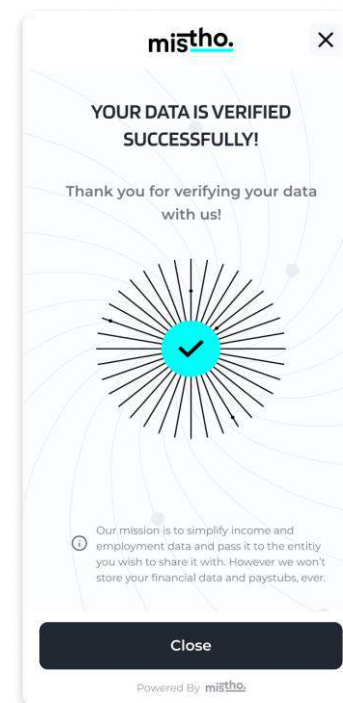 mistho.
YOUR DATA IS VERIFIED
SUCCESSFULLY!
Thank you for verifying your data
with us!
Our mission is to simplify income and
employment data and pass it to the entitiy
you wish to share it with. However we won't
store your financial data and paystubs, ever.
Close
Powered By mistho.